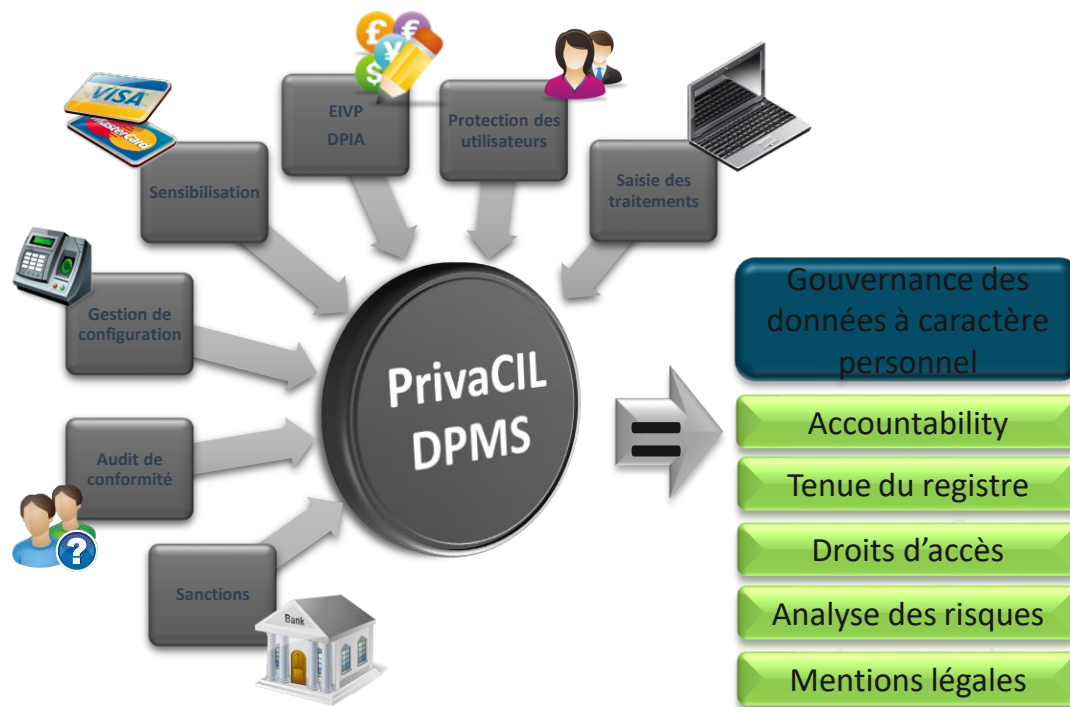 EIVP
DPIA
Protection des
utilisateurs
VISA
MasterCard
Sensibilisation
Saisie des
traitements
Gestion de
configuration
PrivaCIL
DPMS
Audit de
conformité
?
Sanctions
Bank
£
€
¥
$
=
Gouvernance des
données à caractère
personnel
Accountability
Tenue du registre
Droits d’accès
Analyse des risques
Mentions légales